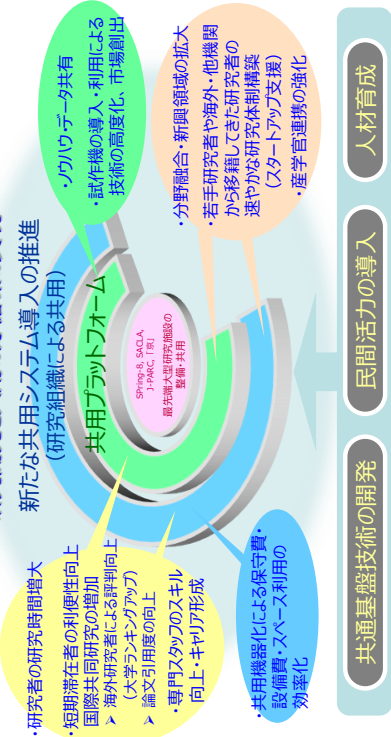 新たな共用システム導入の推進
（研究組織による共用）
共用プラットフォーム
SPring-8, SACLA,
J-PARC, 「京」
最先端大型研究施設の
整備・共用
・研究者の研究時間増大
・短期滞在者の利便性向上
国際共同研究の増加
➢ 海外研究者による評判向上
（大学ランキングアップ）
➢ 論文引用度の向上
・専門スタッフのスキル
向上・キャリア形成
・共用機器化による保守費・
設備費・スペース利用の
効率化
・ノウハウ・データ共有
・試作機の導入・利用による
技術の高度化、市場創出
・分野融合・新興領域の拡大
・若手研究者や海外・他機関
から移籍してきた研究者の
速やかな研究体制構築
（スタートアップ支援）
・産学官連携の強化
共通基盤技術の開発
民間活力の導入
人材育成